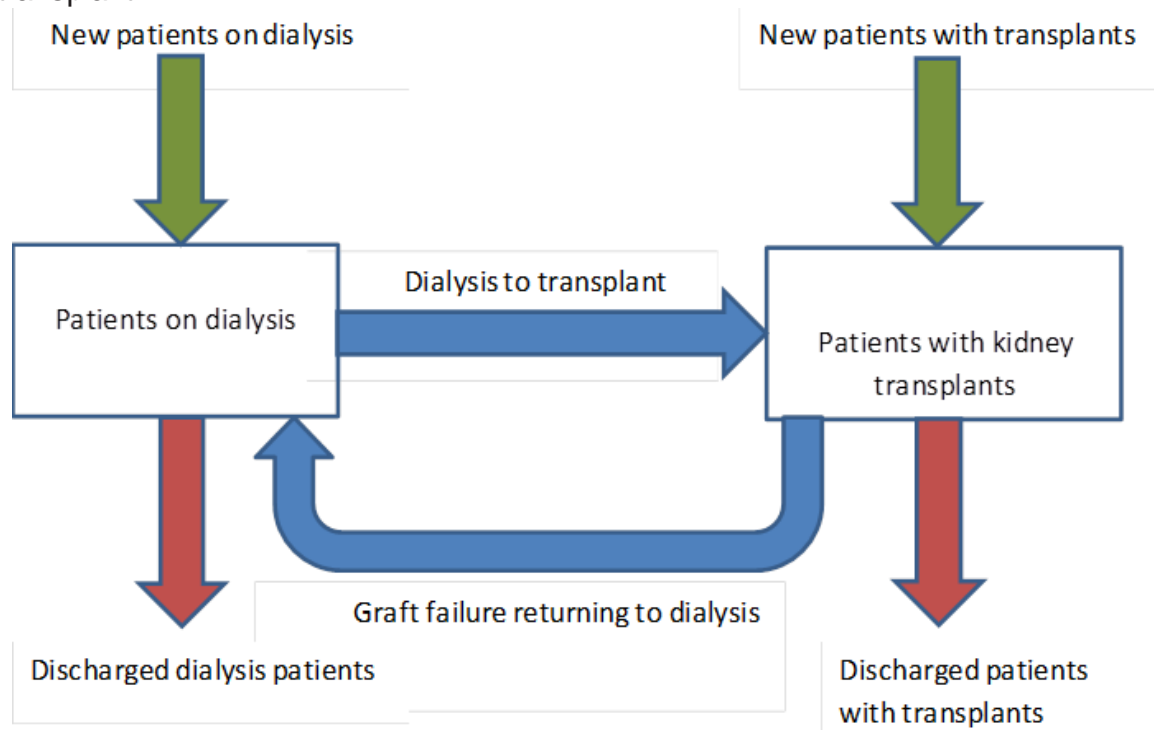 New patients on dialysis
New patients with transplants
Dialysis to transplant
Patients on dialysis
Patients with kidney
transplants
Graft failure returning to dialysis
Discharged dialysis patients
Discharged patients
with transplants